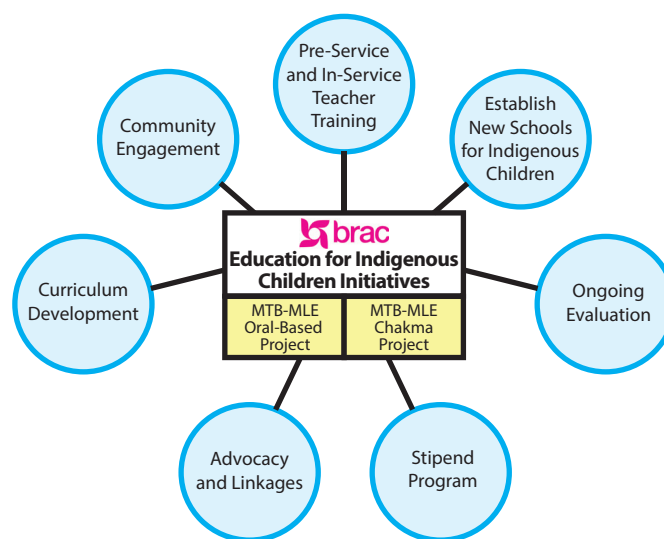 Pre-Service
and In-Service
Teacher
Training
Community
Engagement
Establish
New Schools
for Indigenous
Children
brac
Education for Indigenous
Children Initiatives
Curriculum
Development
MTB-MLE
Oral-Based
Project
MTB-MLE
Chakma
Project
Ongoing
Evaluation
Advocacy
and Linkages
Stipend
Program